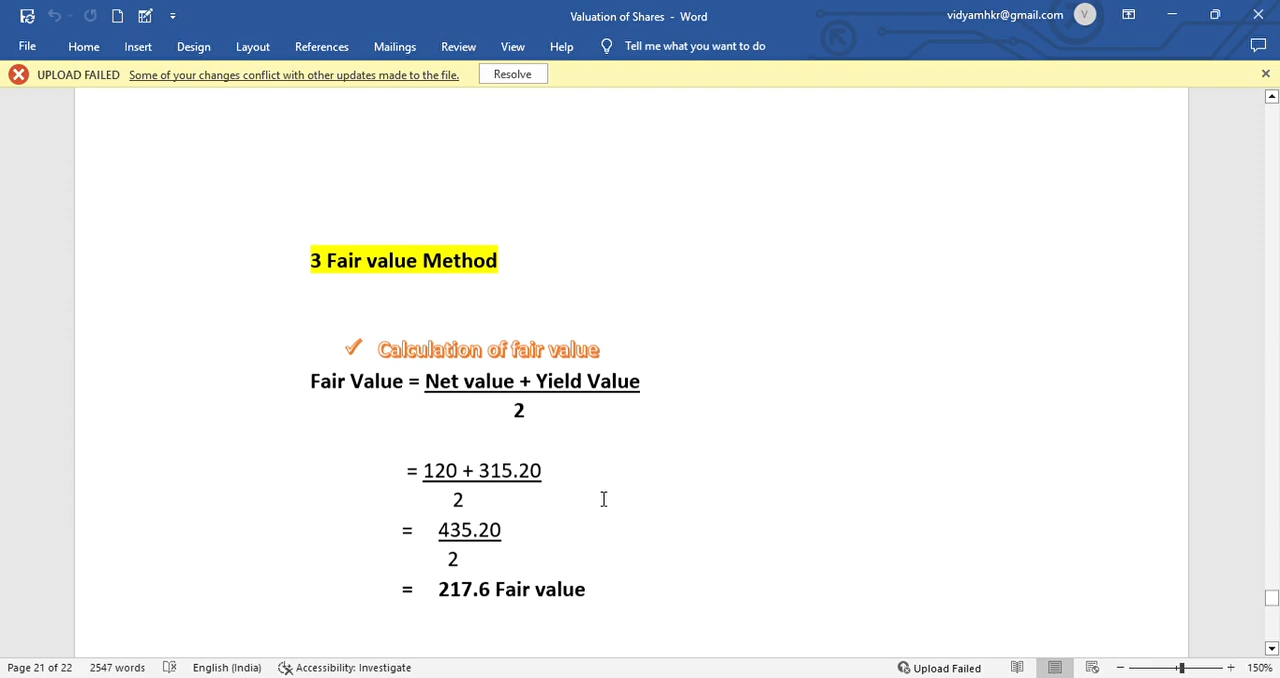 Valuation of Shares - Word
vidyamhkr@gmail.com
V
File Home Insert Design Layout References Mailings Review View Help Tell me what you want to do
UPLOAD FAILED Some of your changes conflict with other updates made to the file. Resolve
3 Fair value Method
✓ Calculation of fair value
Fair Value = Net value + Yield Value
2
= 120 + 315.20
2
= 435.20
2
= 217.6 Fair value
Page 21 of 22 2547 words English (India) Accessibility: Investigate Upload Failed 150%